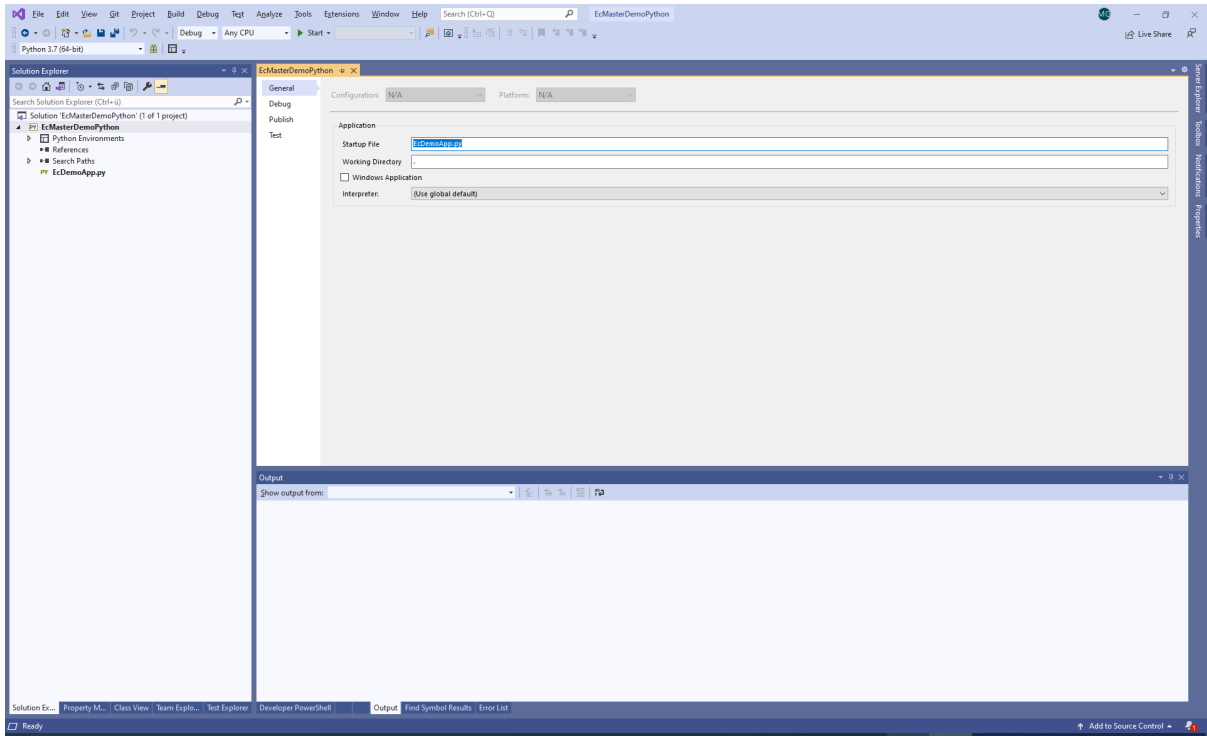 File Edit View Git Project Build Debug Test Analyze Tools Extensions Window Help Search (Ctrl+Q) EcMasterDemoPython MG
Debug Any CPU Start Live Share
Python 3.7 (64-bit)
Solution Explorer
Search Solution Explorer (Ctrl+ü)
Solution 'EcMasterDemoPython' (1 of 1 project)
PY EcMasterDemoPython
Python Environments
References
Search Paths
PY EcDemoApp.py
EcMasterDemoPython
General
Debug
Publish
Test
Configuration: N/A Platform: N/A
Application
Startup File EcDemoApp.py
Working Directory .
Windows Application
Interpreter: (Use global default)
Server Explorer
Toolbox
Notifications
Properties
Output
Show output from:
Solution Ex... Property M... Class View Team Explo... Test Explorer Developer PowerShell Output Find Symbol Results Error List
Ready Add to Source Control 1